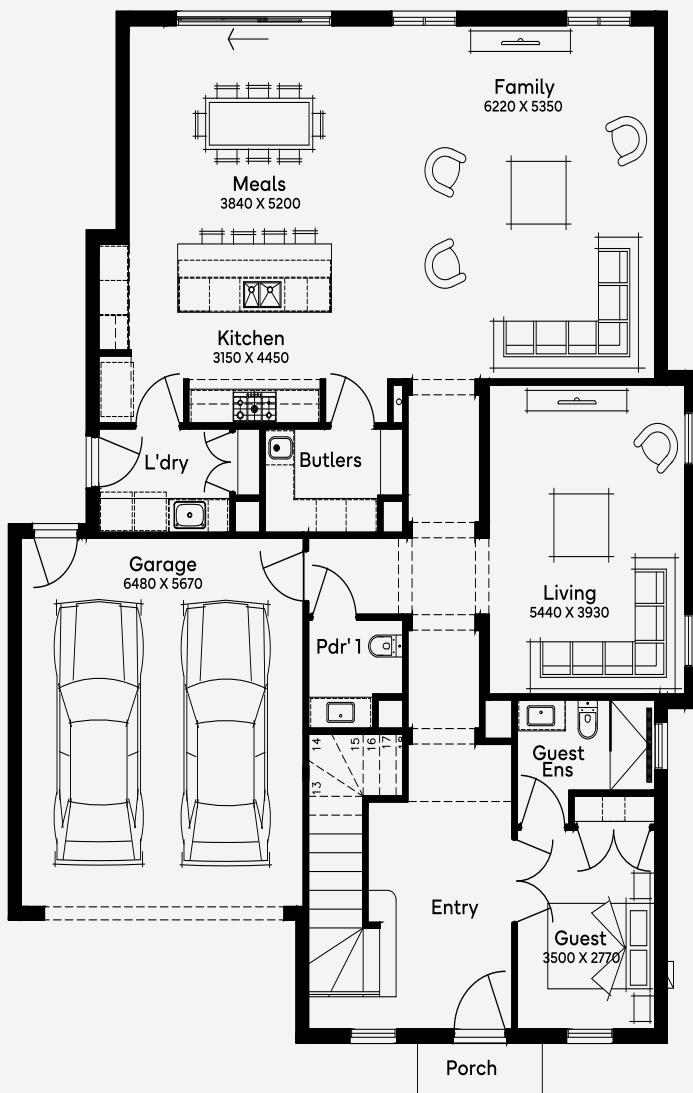 Family
6220 X 5350
Meals
3840 X 5200
Kitchen
3150 X 4450
L'dry
Butlers
Garage
6480 X 5670
Living
5440 X 3930
Pdr' 1
Guest
Ens
13
14
15
16
17
Entry
Guest
3500 X 2770
Porch